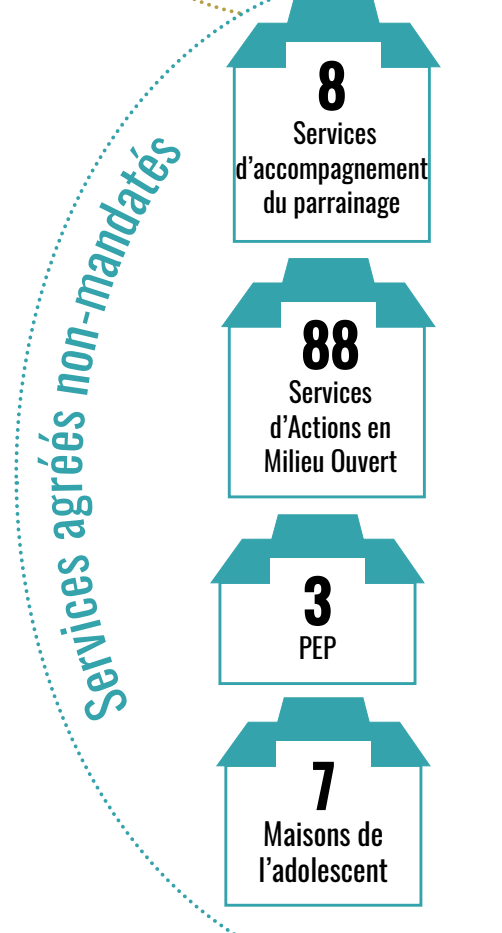 Services agréés non-mandatés
8
Services
d'accompagnement
du parrainage
88
Services
d'Actions en
Milieu Ouvert
3
PEP
7
Maisons de
l'adolescent